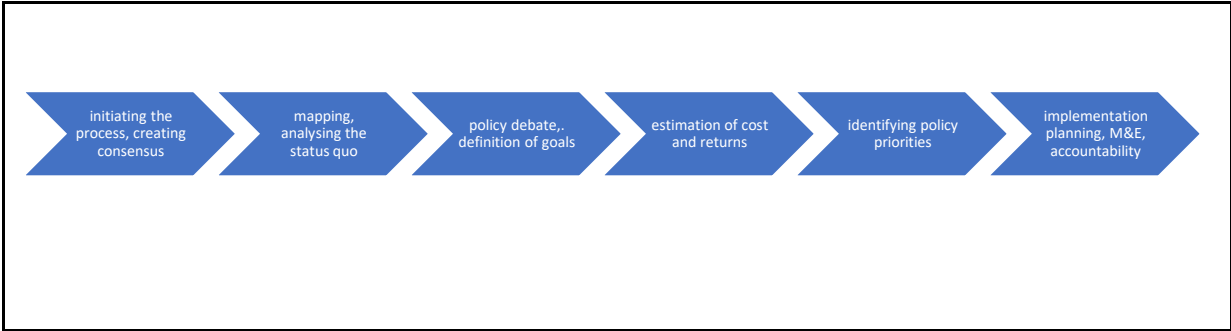 initiating the
process, creating
consensus
mapping,
analysing the
status quo
policy debate,.
definition of goals
estimation of cost
and returns
identifying policy
priorities
implementation
planning, M&E,
accountability